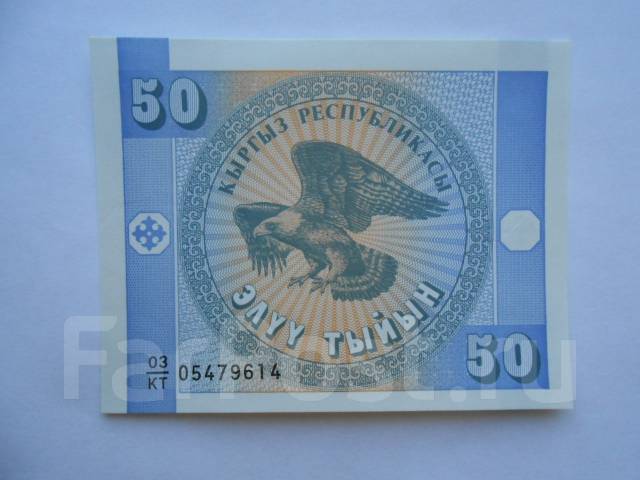 50
КЫРГЫЗ РЕСПУБЛИКАСЫ
ЭЛҮҮ ТЫЙЫН
03
КТ 05479614
50
FarPost.ru